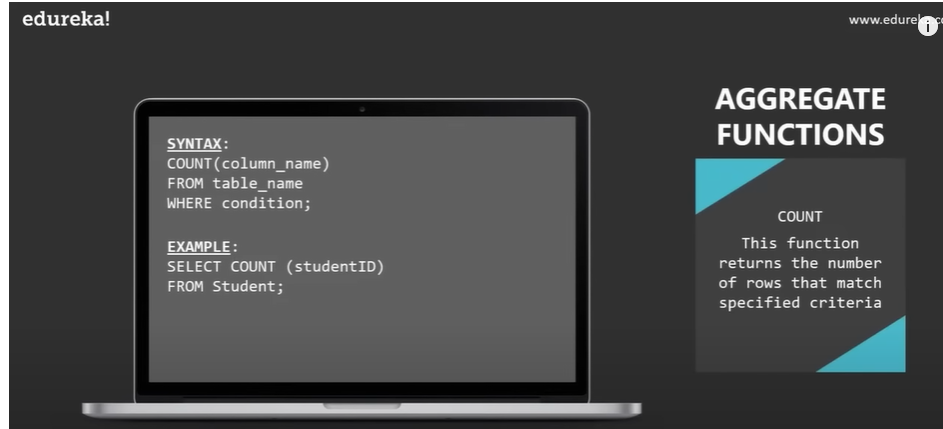 edureka!
www.edurek
SYNTAX:
COUNT(column_name)
FROM table_name
WHERE condition;
EXAMPLE:
SELECT COUNT (studentID)
FROM Student;
AGGREGATE
FUNCTIONS
COUNT
This function
returns the number
of rows that match
specified criteria